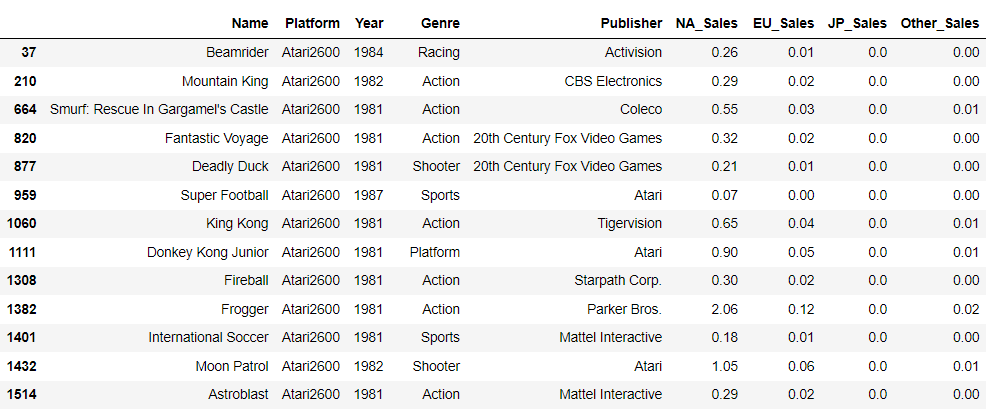 Name Platform Year Genre Publisher NA_Sales EU_Sales JP_Sales Other_Sales
37 Beamrider Atari2600 1984 Racing Activision 0.26 0.01 0.0 0.00
210 Mountain King Atari2600 1982 Action CBS Electronics 0.29 0.02 0.0 0.00
664 Smurf: Rescue In Gargamel's Castle Atari2600 1981 Action Coleco 0.55 0.03 0.0 0.01
820 Fantastic Voyage Atari2600 1981 Action 20th Century Fox Video Games 0.32 0.02 0.0 0.00
877 Deadly Duck Atari2600 1981 Shooter 20th Century Fox Video Games 0.21 0.01 0.0 0.00
959 Super Football Atari2600 1987 Sports Atari 0.07 0.00 0.0 0.00
1060 King Kong Atari2600 1981 Action Tigervision 0.65 0.04 0.0 0.01
1111 Donkey Kong Junior Atari2600 1981 Platform Atari 0.90 0.05 0.0 0.01
1308 Fireball Atari2600 1981 Action Starpath Corp. 0.30 0.02 0.0 0.00
1382 Frogger Atari2600 1981 Action Parker Bros. 2.06 0.12 0.0 0.02
1401 International Soccer Atari2600 1981 Sports Mattel Interactive 0.18 0.01 0.0 0.00
1432 Moon Patrol Atari2600 1982 Shooter Atari 1.05 0.06 0.0 0.01
1514 Astroblast Atari2600 1981 Action Mattel Interactive 0.29 0.02 0.0 0.00